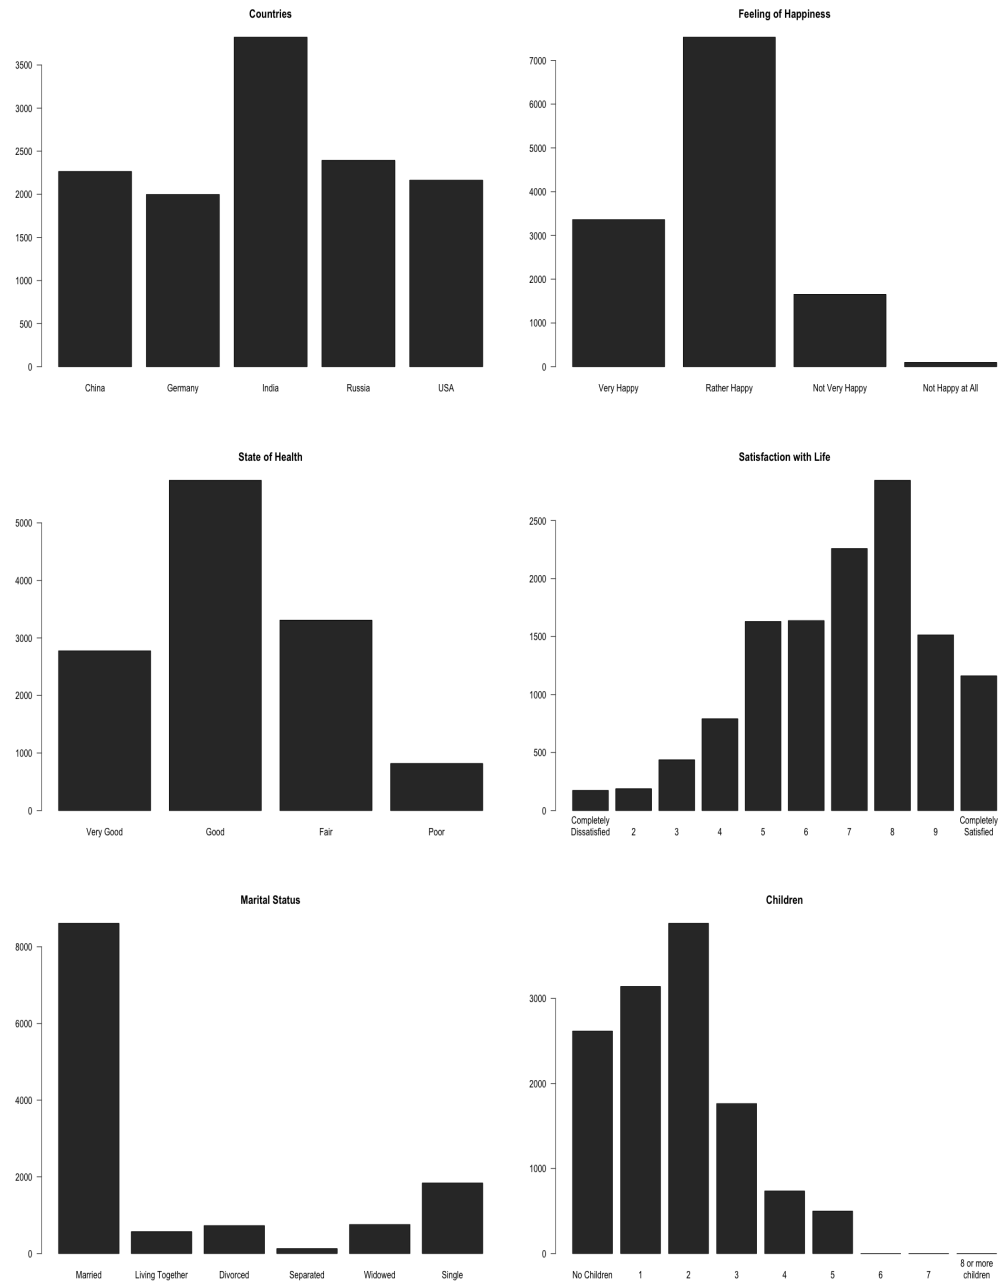 Countries
3500
3000
2500
2000
1500
1000
500
0
China Germany India Russia USA
Feeling of Happiness
7000
6000
5000
4000
3000
2000
1000
0
Very Happy Rather Happy Not Very Happy Not Happy at All
State of Health
5000
4000
3000
2000
1000
0
Very Good Good Fair Poor
Satisfaction with Life
2500
2000
1500
1000
500
0
Completely Completely
Dissatisfied 2 3 4 5 6 7 8 9 Satisfied
Marital Status
8000
6000
4000
2000
0
Married Living Together Divorced Separated Widowed Single
Children
3000
2000
1000
0
8 or more
No Children 1 2 3 4 5 6 7 children